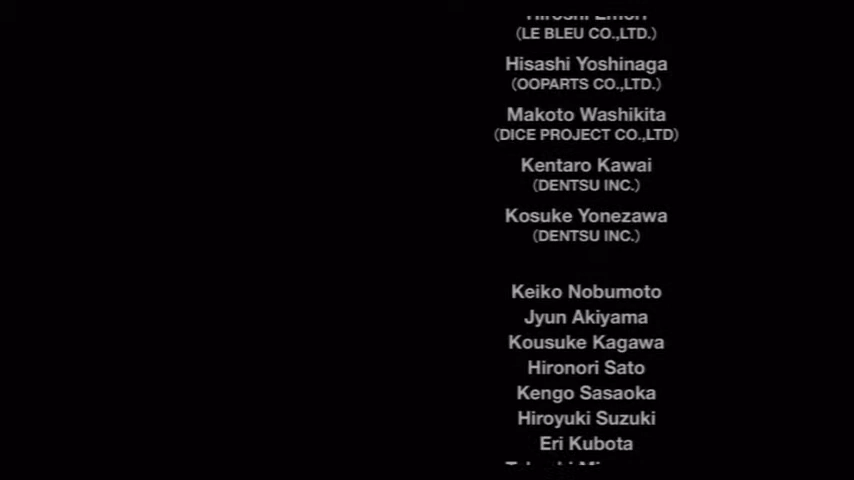 (LE BLEU CO.,LTD.)
Hisashi Yoshinaga
(OOPARTS CO.,LTD.)
Makoto Washikita
(DICE PROJECT CO.,LTD)
Kentaro Kawai
(DENTSU INC.)
Kosuke Yonezawa
(DENTSU INC.)
Keiko Nobumoto
Jyun Akiyama
Kousuke Kagawa
Hironori Sato
Kengo Sasaoka
Hiroyuki Suzuki
Eri Kubota